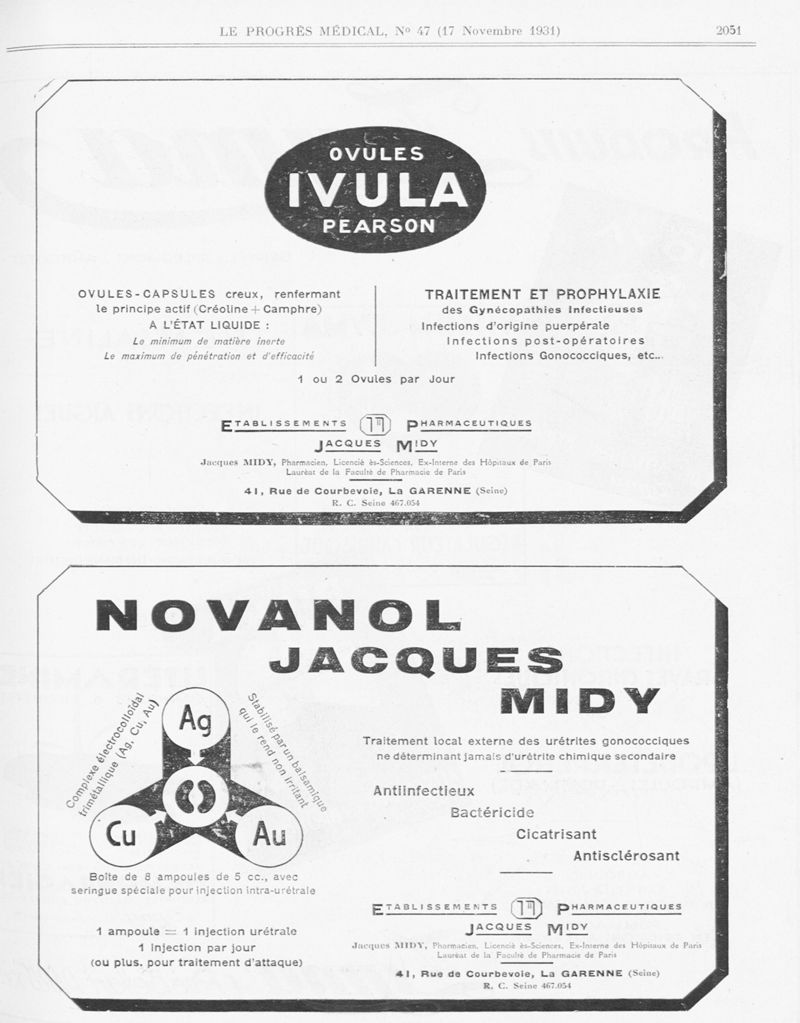 LE PROGRÈS MÉDICAL, No 47 (17 Novembre 1931)
2051
OVULES
IVULA
PEARSON
OVULES-CAPSULES creux, renfermant
le principe actif (Créoline + Camphre)
A L'ÉTAT LIQUIDE :
Le minimum de matière inerte
Le maximum de pénétration et d'efficacité
TRAITEMENT ET PROPHYLAXIE
des Gynécopathies Infectieuses
Infections d'origine puerpérale
Infections post-opératoires
Infections Gonococciques, etc...
1 ou 2 Ovules par Jour
ETABLISSEMENTS PHARMACEUTIQUES
JACQUES MIDY
Jacques MIDY, Pharmacien, Licencié ès-Sciences, Ex-Interne des Hôpitaux de Paris
Lauréat de la Faculté de Pharmacie de Paris
41, Rue de Courbevoie, La GARENNE (Seine)
R. C. Seine 467.054
NOVANOL
JACQUES
MIDY
Complexe électrocolloïdal
trimétallique (Ag, Cu, Au)
Stabilisé par un balsamique
qui le rend non irritant
Ag
Cu
Au
Boîte de 8 ampoules de 5 cc., avec
seringue spéciale pour injection intra-urétrale
1 ampoule = 1 injection urétrale
1 injection par jour
(ou plus. pour traitement d'attaque)
Traitement local externe des urétrites gonococciques
ne déterminant jamais d'urétrite chimique secondaire
Antiinfectieux
Bactéricide
Cicatrisant
Antisclérosant
ETABLISSEMENTS PHARMACEUTIQUES
JACQUES MIDY
Jacques MIDY, Pharmacien, Licencié ès-Sciences, Ex-Interne des Hôpitaux de Paris
Lauréat de la Faculté de Pharmacie de Paris
41, Rue de Courbevoie, La GARENNE (Seine)
R. C. Seine 467.054